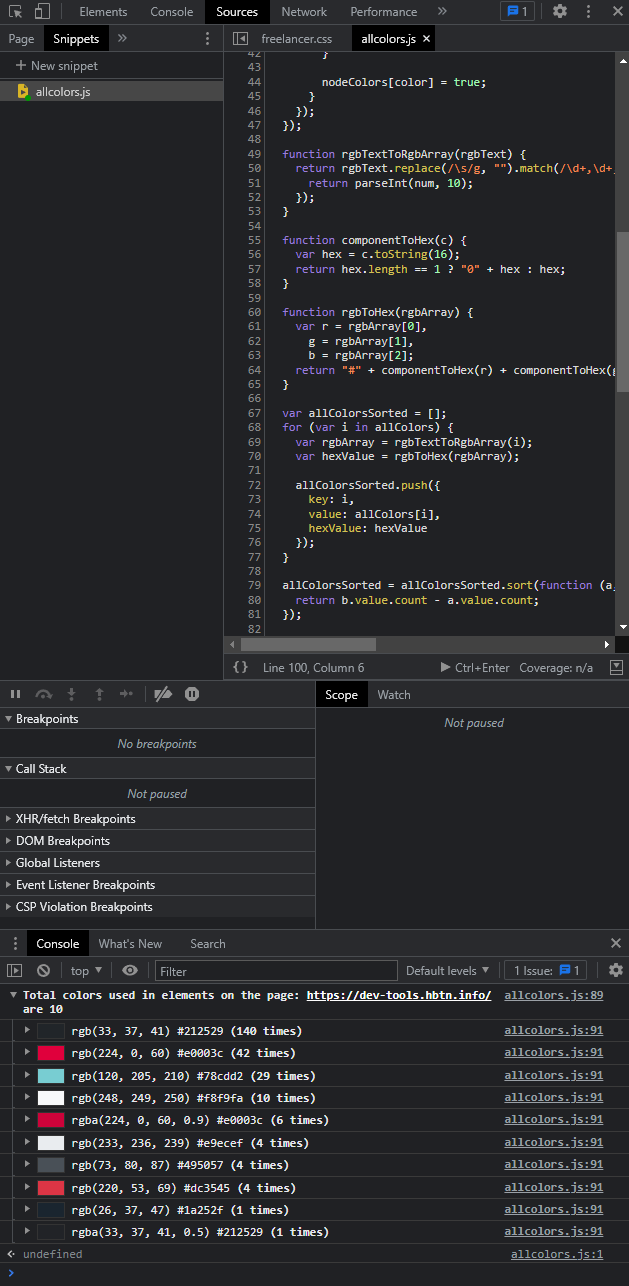 Elements Console Sources Network Performance » 1
Page Snippets »
freelancer.css allcolors.js ×
+ New snippet
allcolors.js
42 }
43
44 nodeColors[color] = true;
45 }
46 });
47 });
48
49 function rgbTextToRgbArray(rgbText) {
50 return rgbText.replace(/\s/g, "").match(/\d+,\d+,
51 return parseInt(num, 10);
52 });
53 }
54
55 function componentToHex(c) {
56 var hex = c.toString(16);
57 return hex.length == 1 ? "0" + hex : hex;
58 }
59
60 function rgbToHex(rgbArray) {
61 var r = rgbArray[0],
62 g = rgbArray[1],
63 b = rgbArray[2];
64 return "#" + componentToHex(r) + componentToHex(g
65 }
66
67 var allColorsSorted = [];
68 for (var i in allColors) {
69 var rgbArray = rgbTextToRgbArray(i);
70 var hexValue = rgbToHex(rgbArray);
71
72 allColorsSorted.push({
73 key: i,
74 value: allColors[i],
75 hexValue: hexValue
76 });
77 }
78
79 allColorsSorted = allColorsSorted.sort(function (a,
80 return b.value.count - a.value.count;
81 });
82
{} Line 100, Column 6 Ctrl+Enter Coverage: n/a
Scope Watch
Breakpoints
Not paused
No breakpoints
Call Stack
Not paused
XHR/fetch Breakpoints
DOM Breakpoints
Global Listeners
Event Listener Breakpoints
CSP Violation Breakpoints
Console What's New Search
top Filter Default levels 1 Issue: 1
Total colors used in elements on the page: https://dev-tools.hbtn.info/ allcolors.js:89
are 10
rgb(33, 37, 41) #212529 (140 times) allcolors.js:91
rgb(224, 0, 60) #e0003c (42 times) allcolors.js:91
rgb(120, 205, 210) #78cdd2 (29 times) allcolors.js:91
rgb(248, 249, 250) #f8f9fa (10 times) allcolors.js:91
rgba(224, 0, 60, 0.9) #e0003c (6 times) allcolors.js:91
rgb(233, 236, 239) #e9ecef (4 times) allcolors.js:91
rgb(73, 80, 87) #495057 (4 times) allcolors.js:91
rgb(220, 53, 69) #dc3545 (4 times) allcolors.js:91
rgb(26, 37, 47) #1a252f (1 times) allcolors.js:91
rgba(33, 37, 41, 0.5) #212529 (1 times) allcolors.js:91
undefined allcolors.js:1